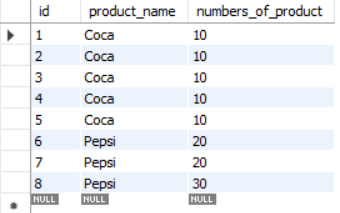 id product_name numbers_of_product
1 Coca 10
2 Coca 10
3 Coca 10
4 Coca 10
5 Coca 10
6 Pepsi 20
7 Pepsi 20
8 Pepsi 30
NULL NULL NULL